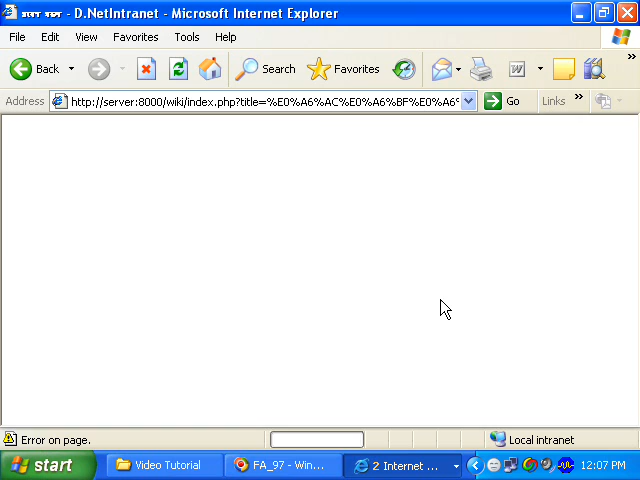 - D.NetIntranet - Microsoft Internet Explorer
File Edit View Favorites Tools Help
Back Search Favorites
Address http://server:8000/wiki/index.php?title=%E0%A6%AC%E0%A6%BF%E0%A6% Go Links
Error on page. Local intranet
start Video Tutorial FA_97 - Win... 2 Internet ... 12:07 PM